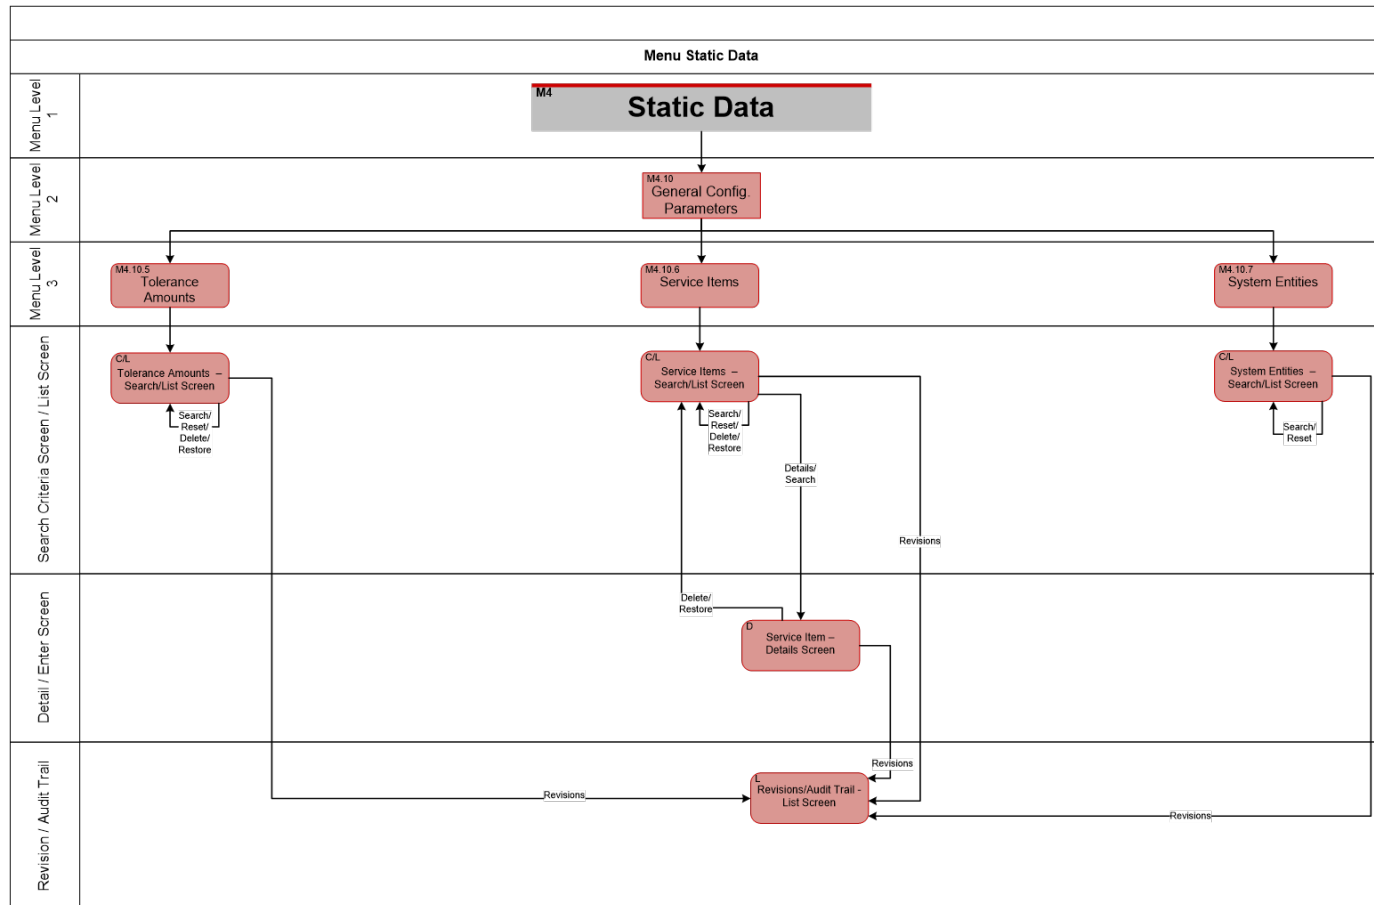 Menu Static Data
Menu Level
1
M4
Static Data
Menu Level
2
M4.10
General Config.
Parameters
Menu Level
3
M4.10.5
Tolerance
Amounts
M4.10.6
Service Items
M4.10.7
System Entities
Search Criteria Screen / List Screen
C/L
Tolerance Amounts –
Search/List Screen
Search/
Reset/
Delete/
Restore
C/L
Service Items –
Search/List Screen
Search/
Reset/
Delete/
Restore
Details/
Search
Revisions
C/L
System Entities –
Search/List Screen
Search/
Reset
Detail / Enter Screen
Delete/
Restore
D
Service Item –
Details Screen
Revision / Audit Trail
Revisions
Revisions
L
Revisions/Audit Trail -
List Screen
Revisions